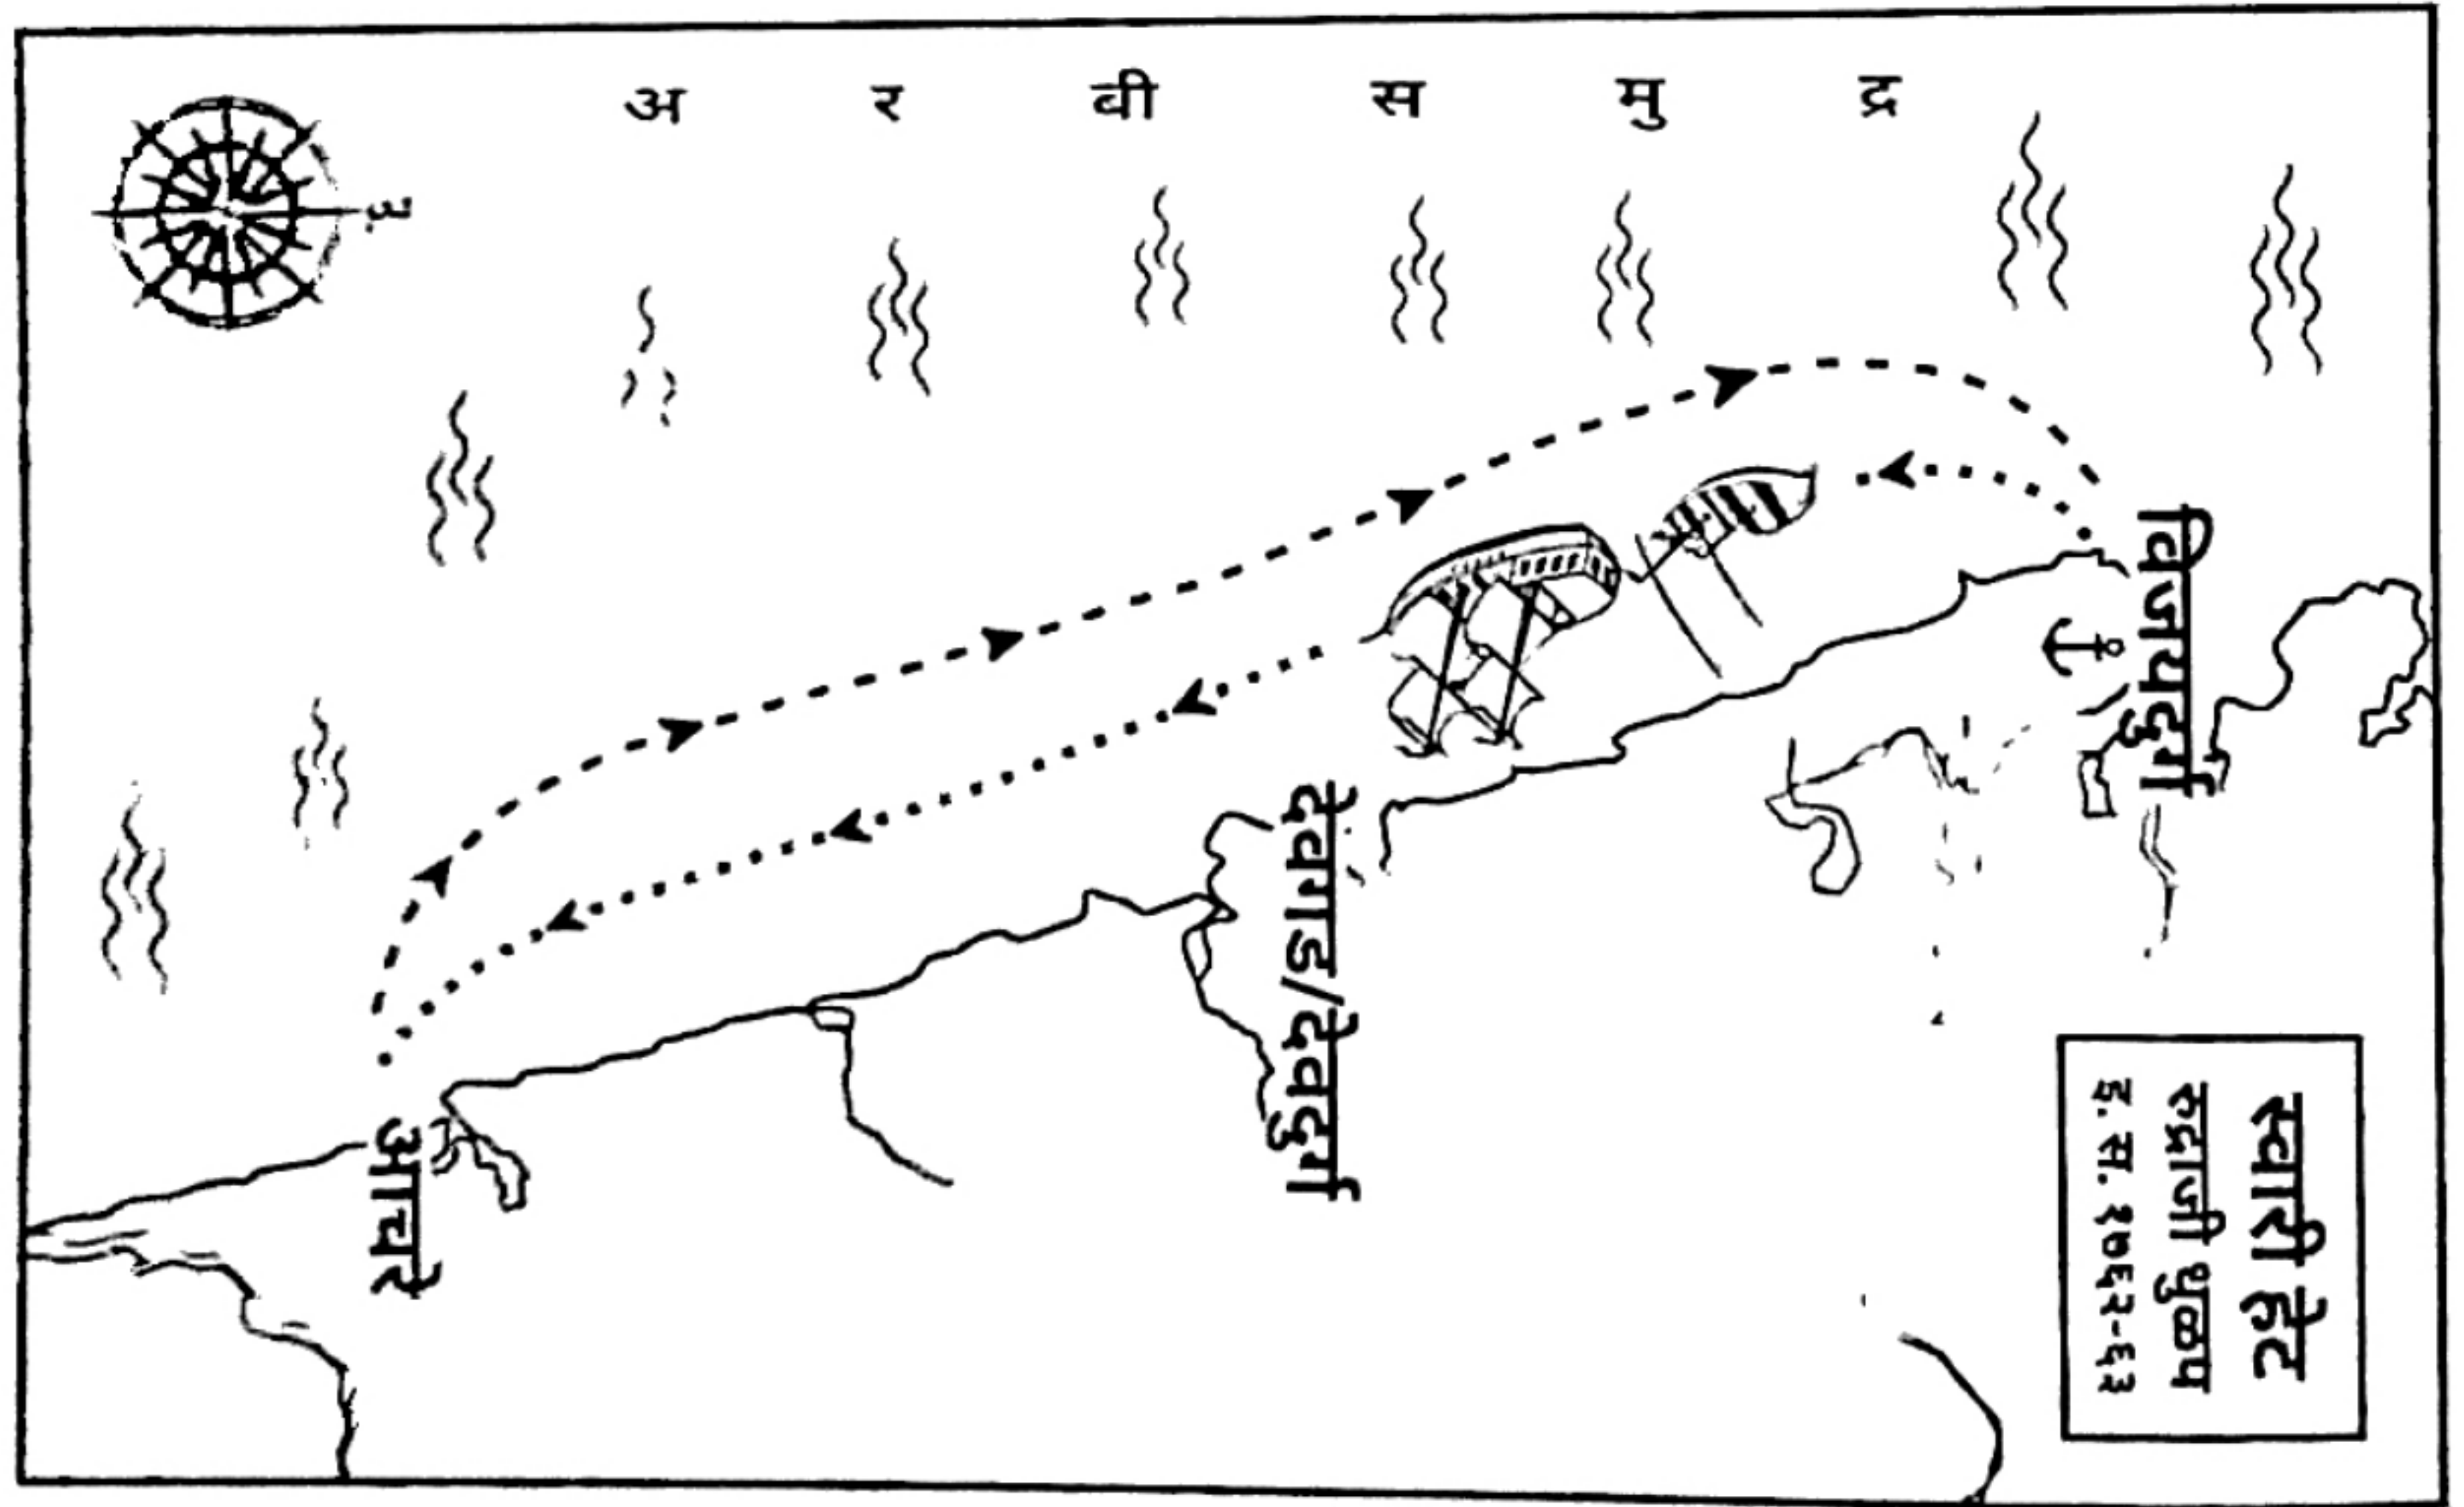 अ र बी स मु द्र
उ.
विजयदुर्ग
देवगड/देवदुर्ग
आचरे
स्वारी हेट
रुद्राजी धुळप
इ. स. १७६२-६३